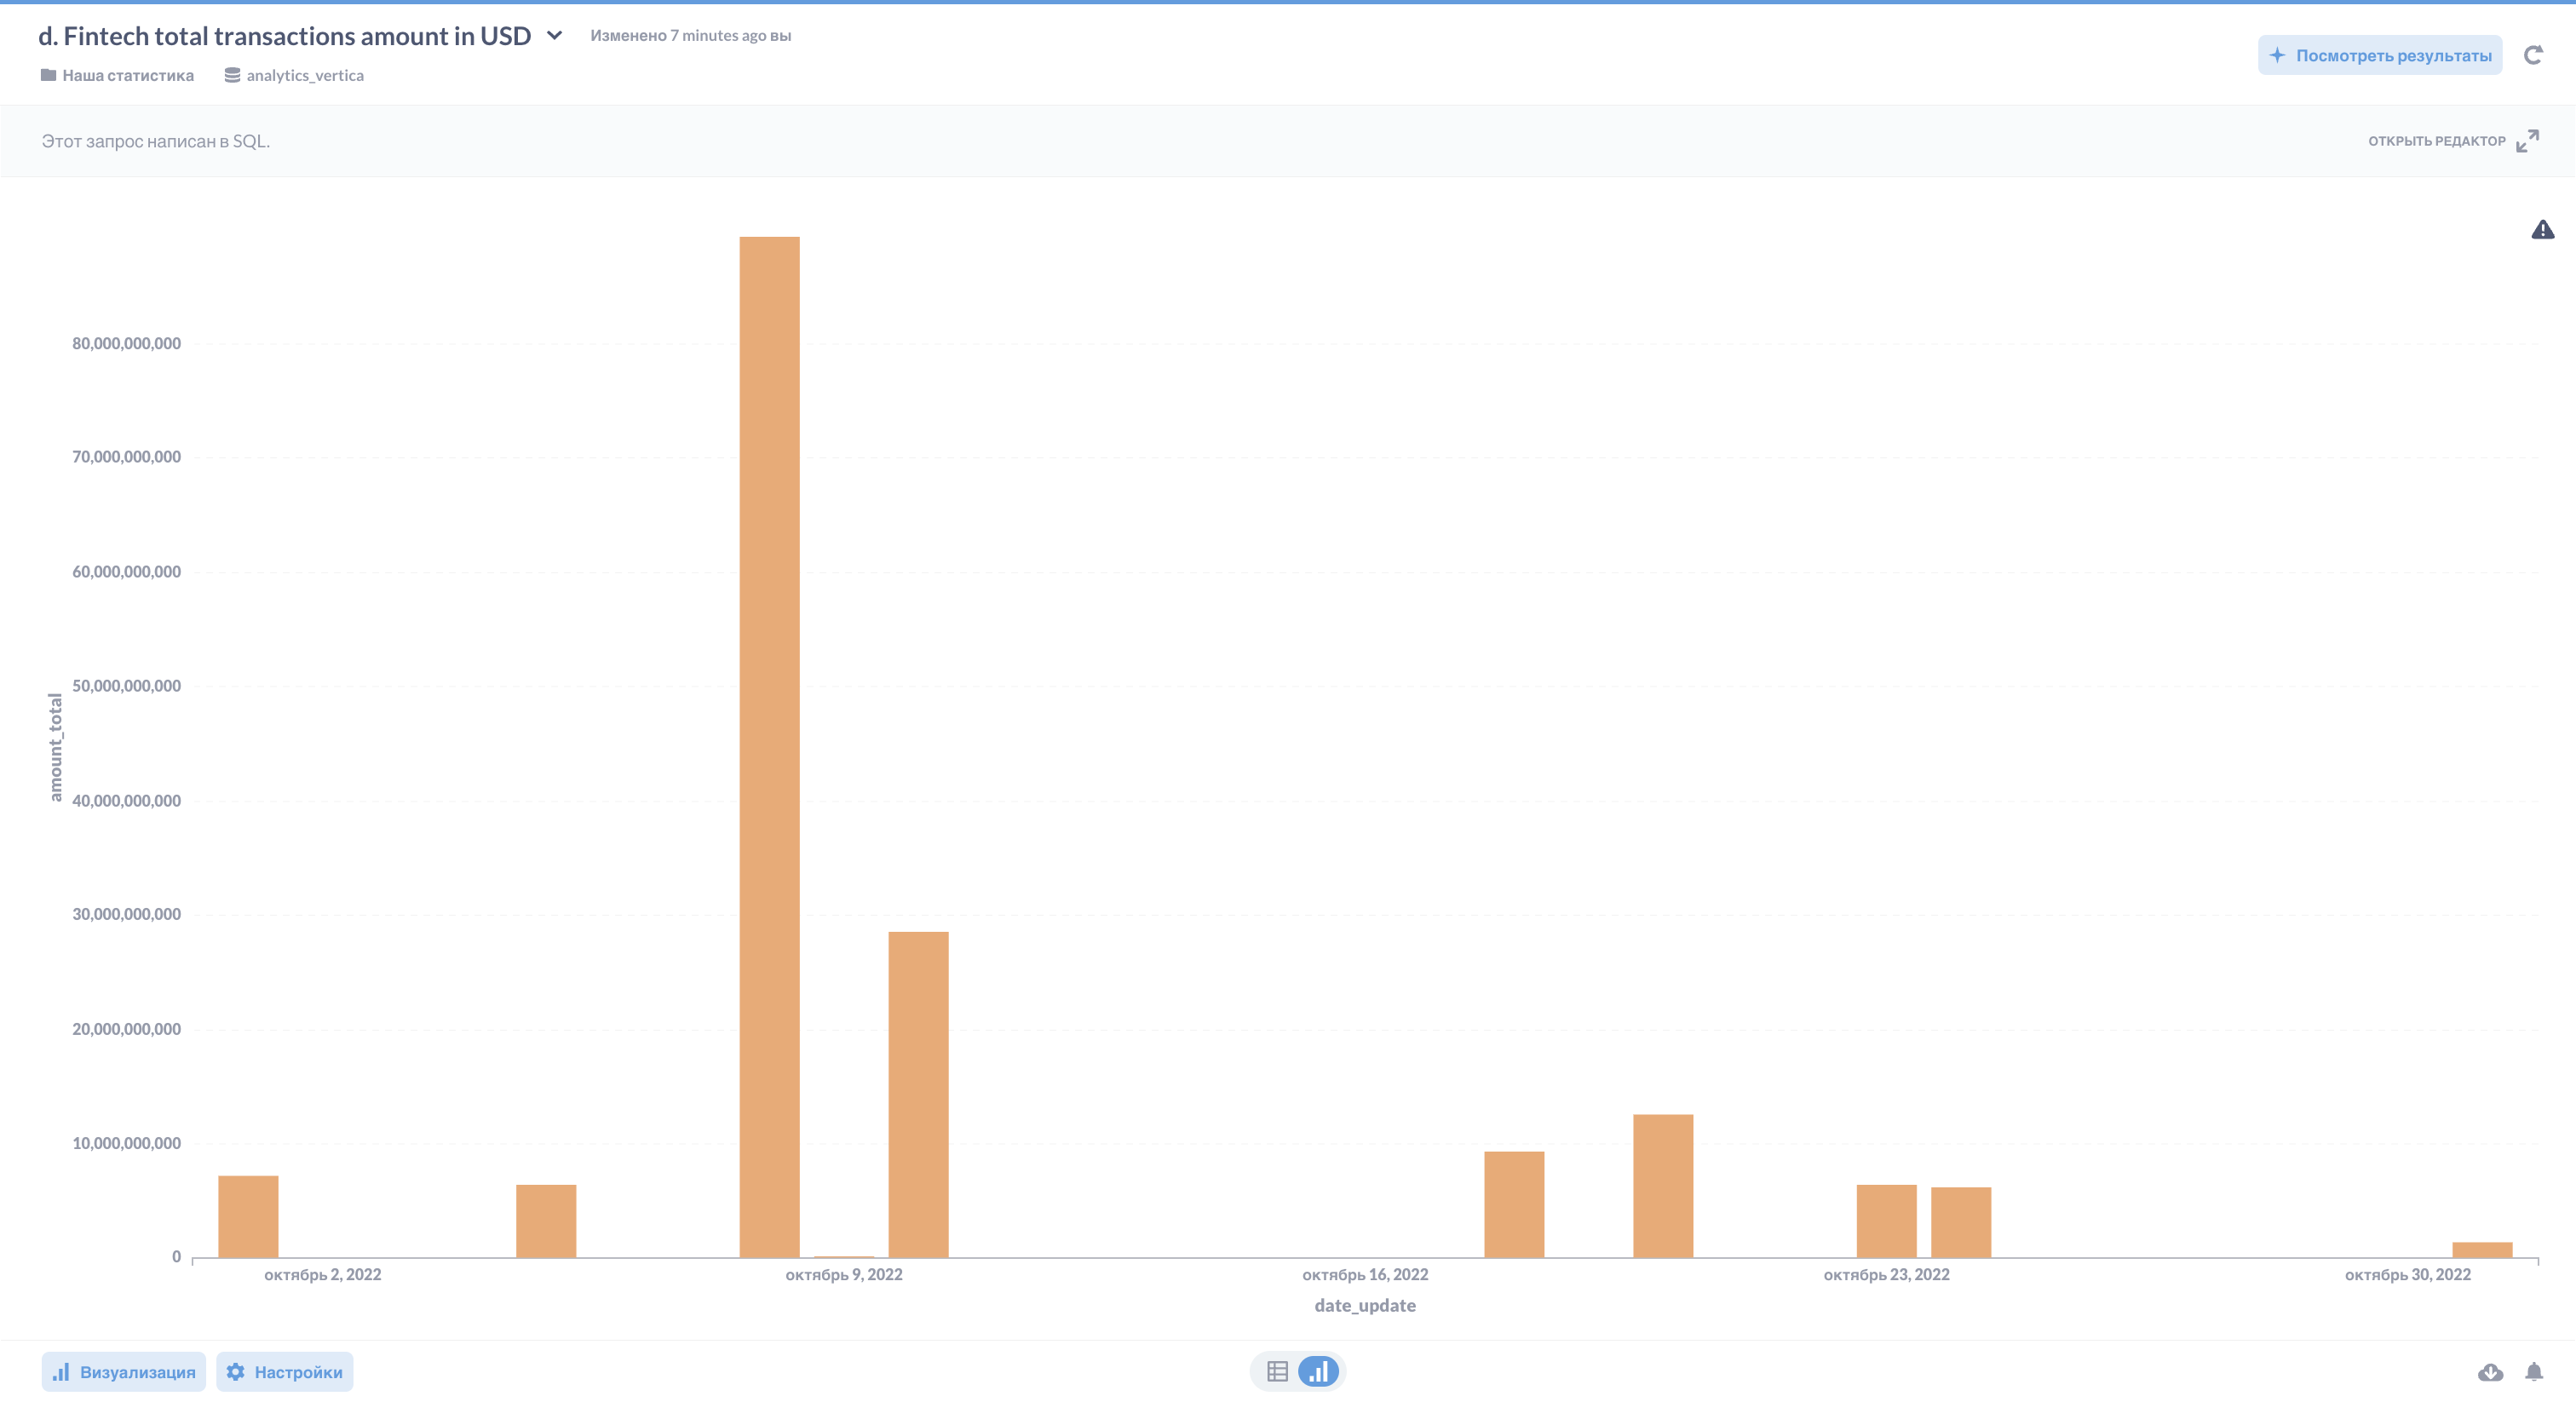 d. Fintech total transactions amount in USD
Изменено 7 minutes ago вы
Наша статистика
analytics_vertica
Посмотреть результаты
Этот запрос написан в SQL.
ОТКРЫТЬ РЕДАКТОР
80,000,000,000
70,000,000,000
60,000,000,000
50,000,000,000
40,000,000,000
30,000,000,000
20,000,000,000
10,000,000,000
0
amount_total
октябрь 2, 2022
октябрь 9, 2022
октябрь 16, 2022
октябрь 23, 2022
октябрь 30, 2022
date_update
Визуализация
Настройки